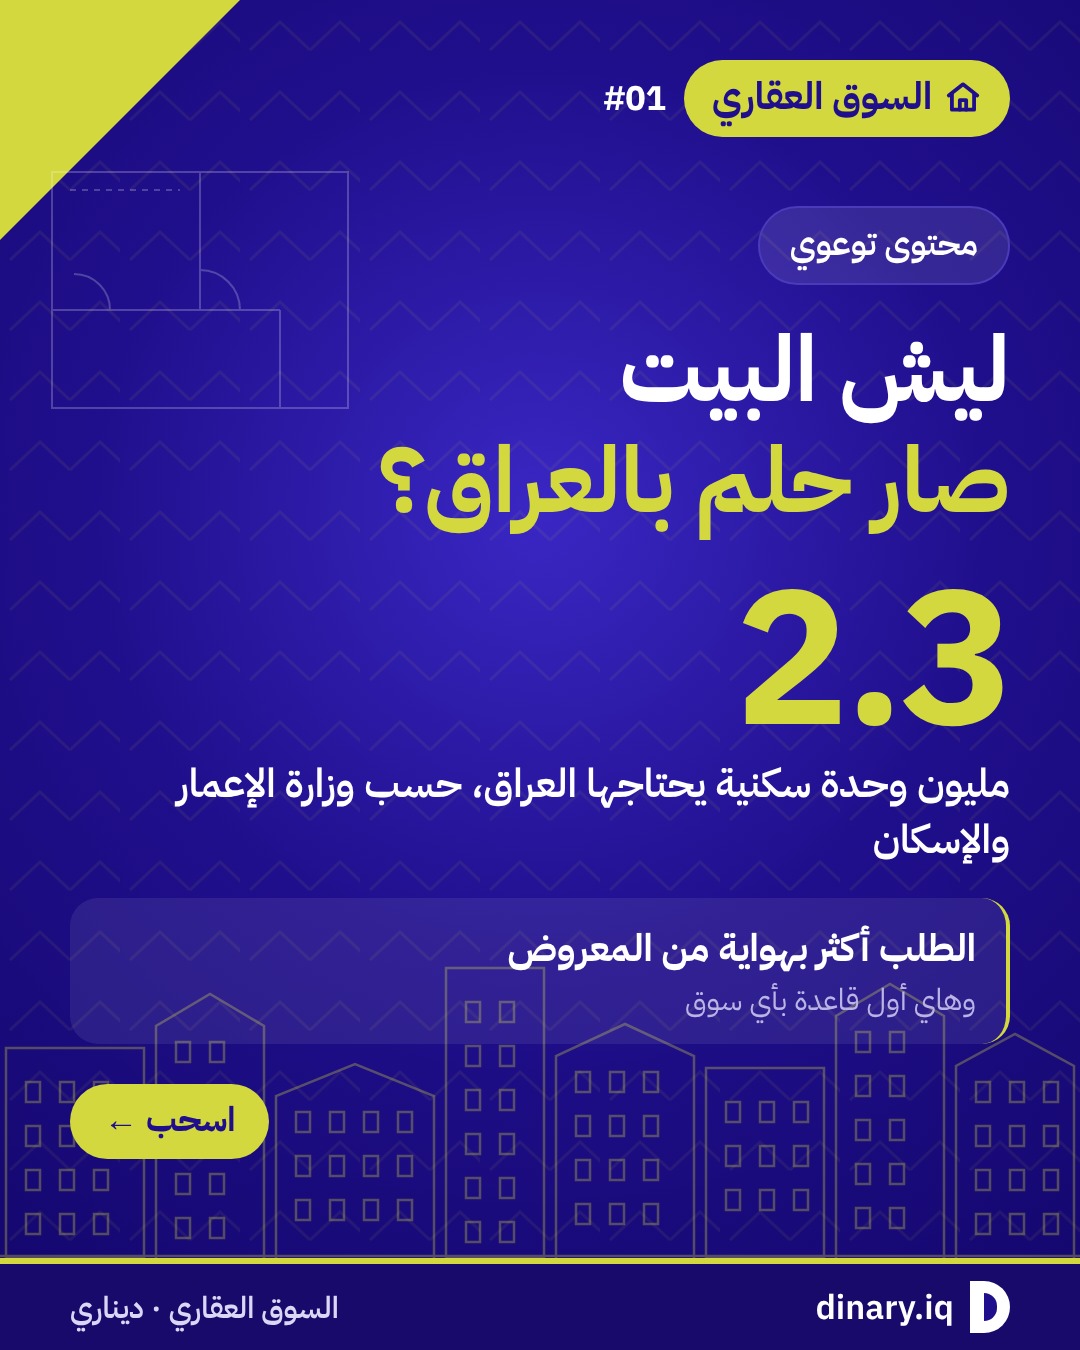 السوق العقاري #01
محتوى توعوي
ليش البيت
صار حلم بالعراق؟
2.3
مليون وحدة سكنية يحتاجها العراق، حسب وزارة الإعمار
والإسكان
الطلب أكثر بهواية من المعروض
وهاي أول قاعدة بأي سوق
اسحب ←
dinary.iq
السوق العقاري · ديناري